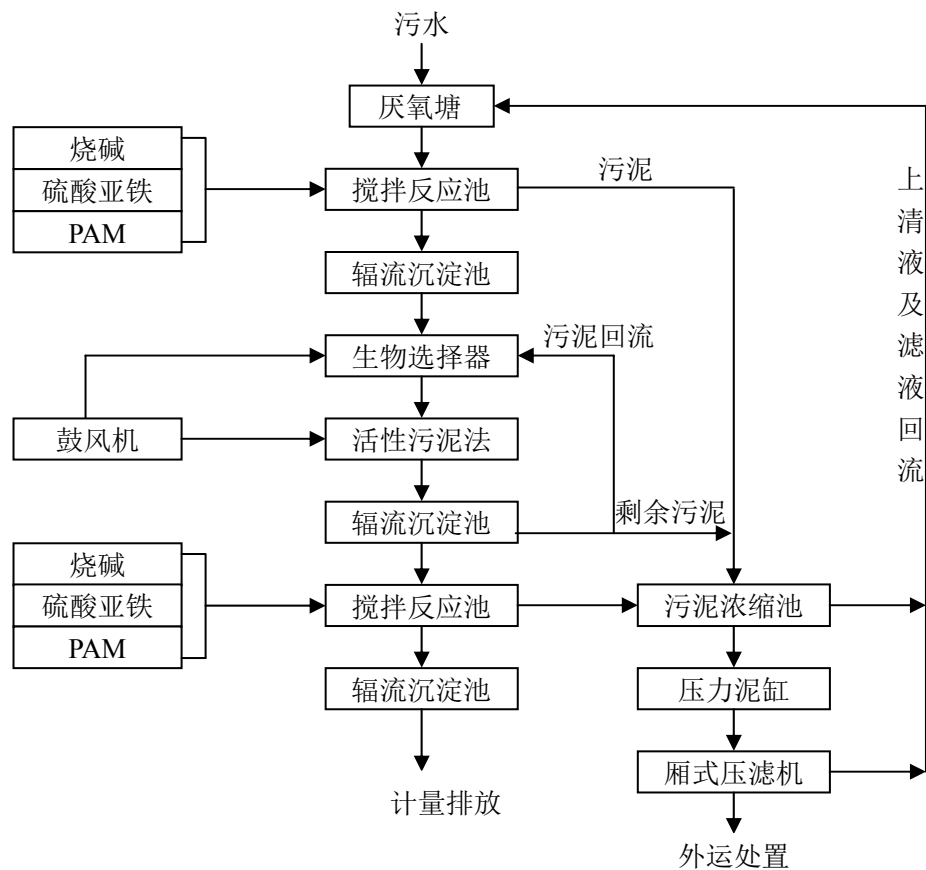 污水
厌氧塘
烧碱
硫酸亚铁
PAM
搅拌反应池
污泥
上清液及滤液回流
辐流沉淀池
污泥回流
生物选择器
鼓风机
活性污泥法
辐流沉淀池
剩余污泥
烧碱
硫酸亚铁
PAM
搅拌反应池
污泥浓缩池
辐流沉淀池
压力泥缸
厢式压滤机
计量排放
外运处置